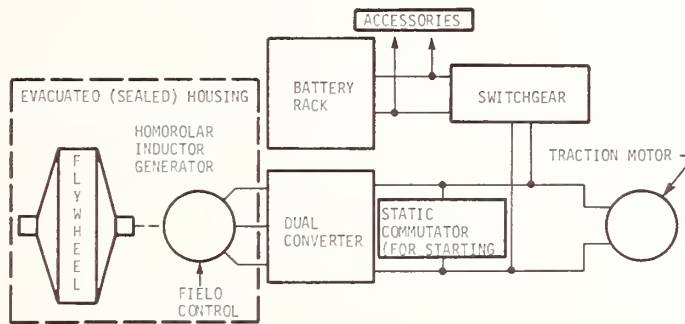 ACCESSORIES
BATTERY
RACK
SWITCHGEAR
EVACUATEO (SEALED) HOUSING
HOMOROLAR
INDUCTOR
GENERATOR
FLYWHEEL
TRACTION MOTOR
DUAL
CONVERTER
STATIC
COMMUTATOR
(FOR STARTING
FIELO
CONTROL